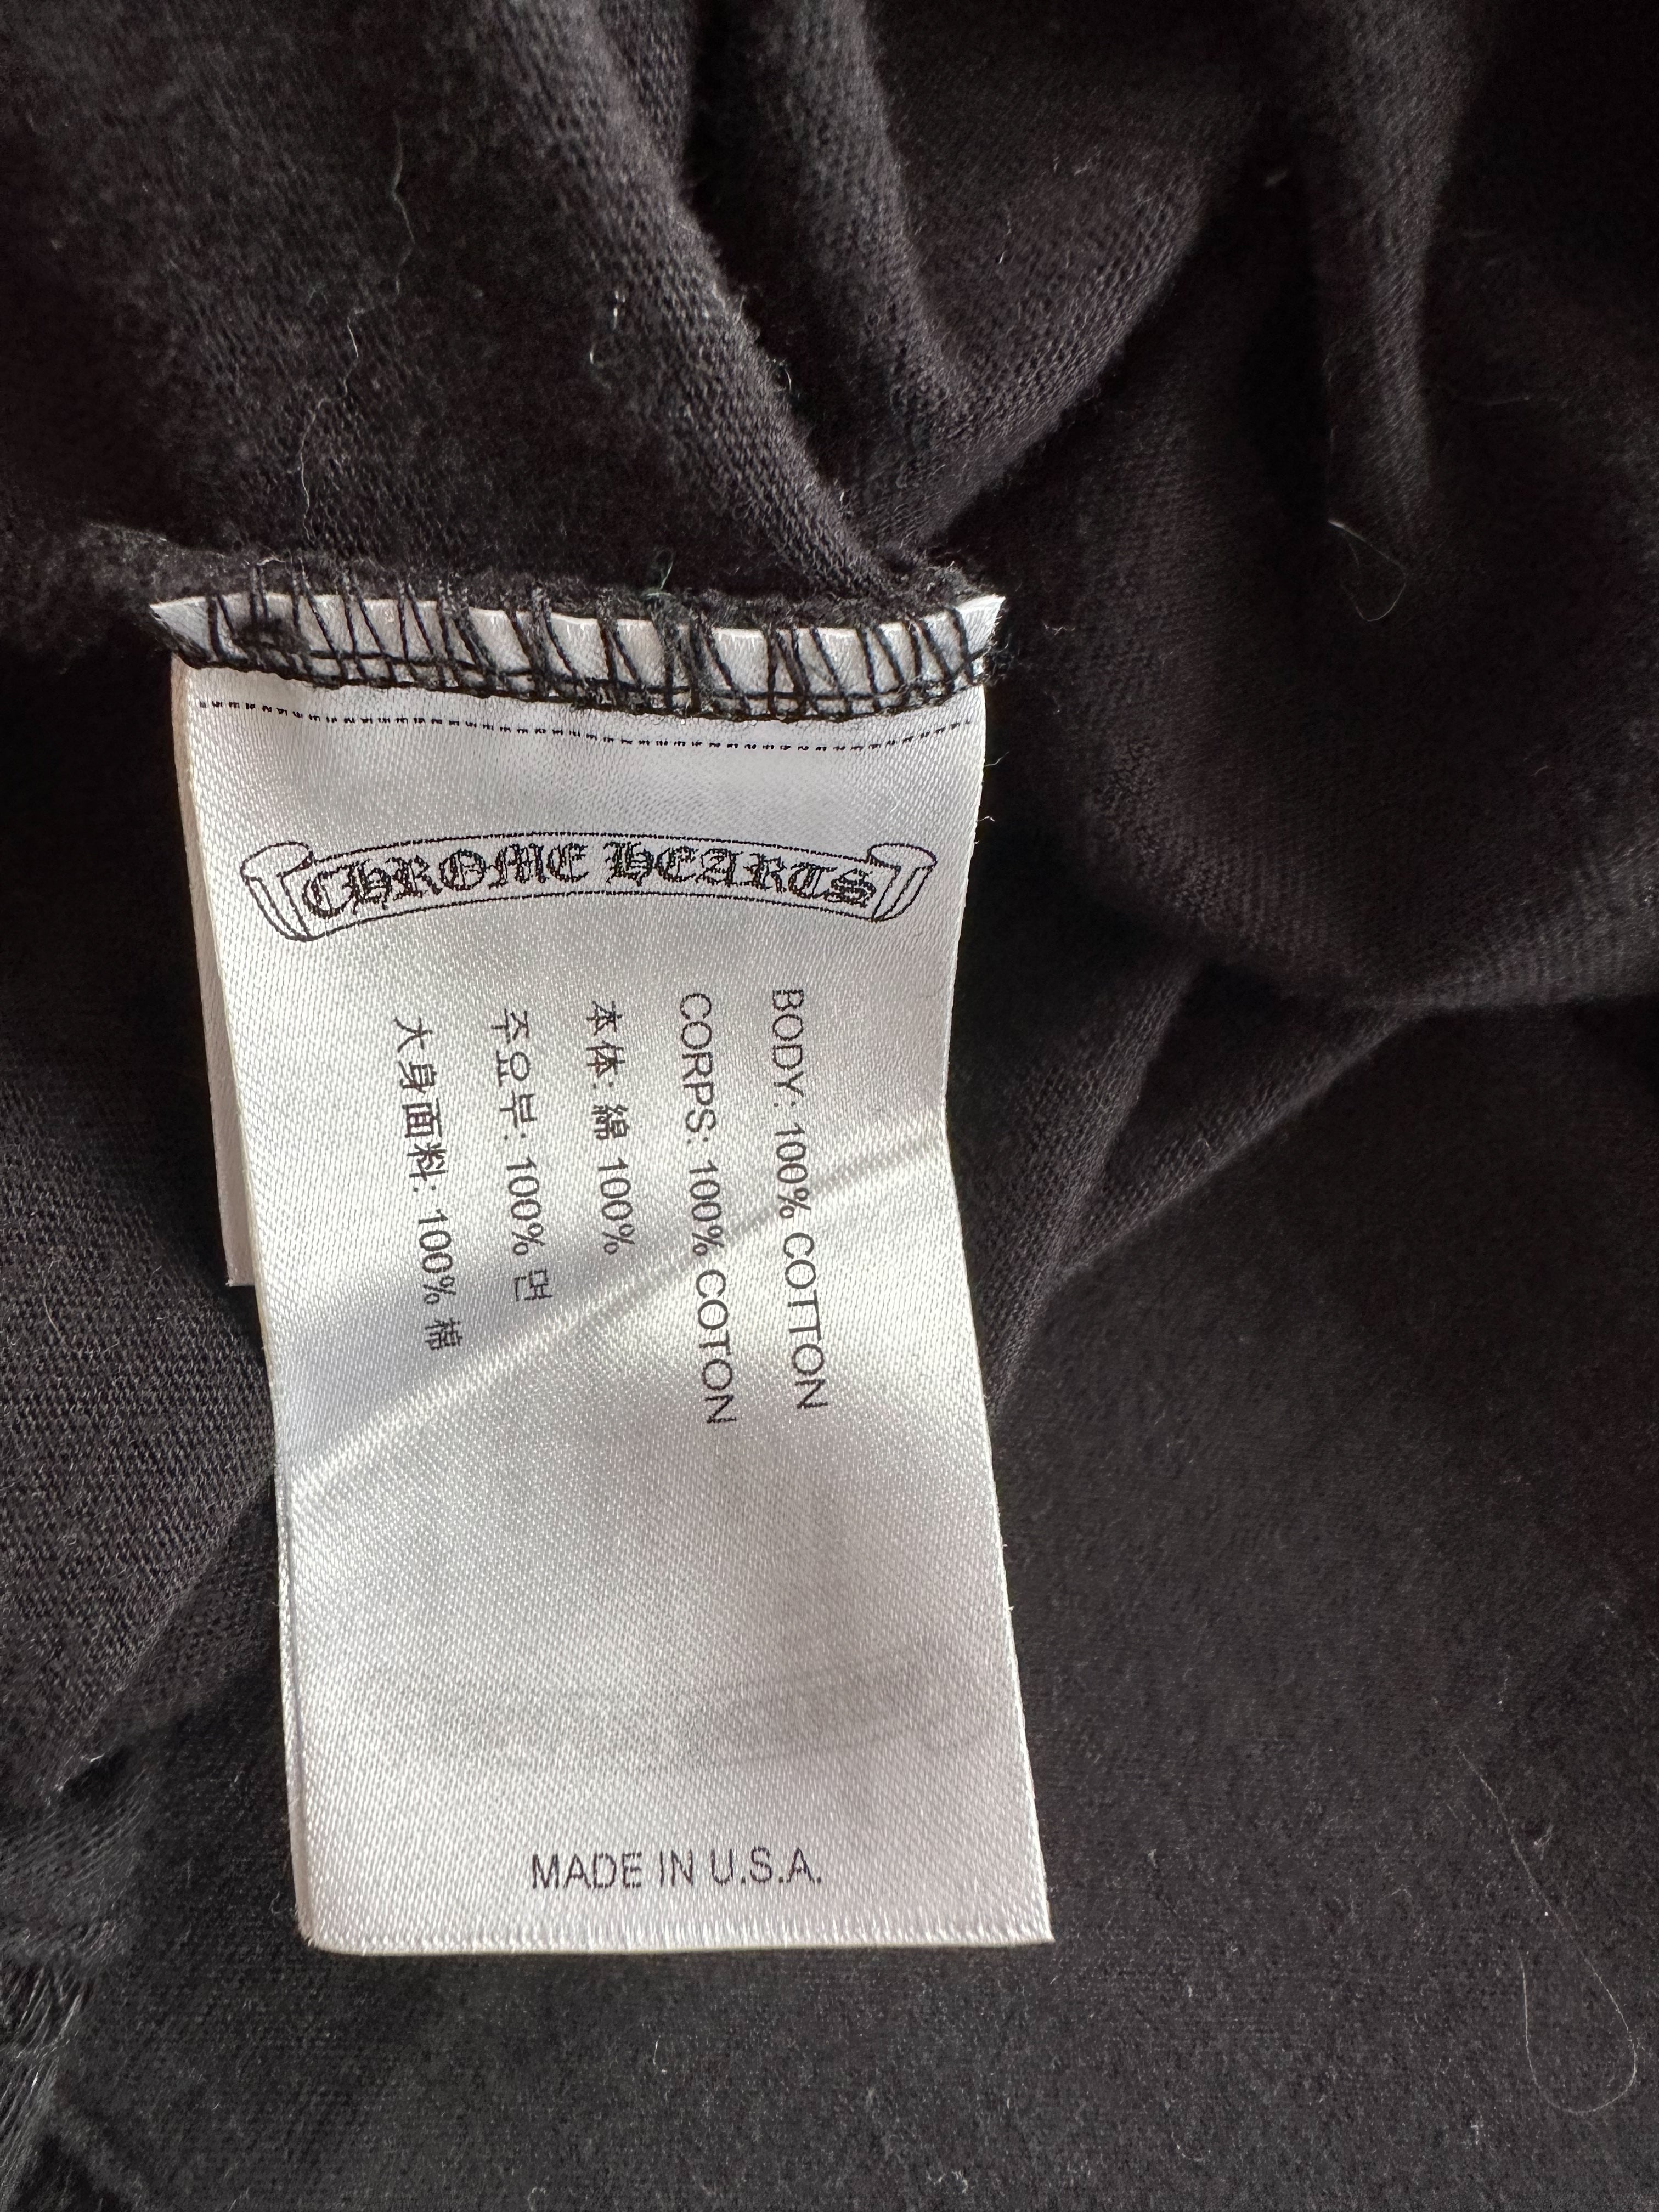 CHROME HEARTS
BODY: 100% COTTON
CORPS: 100% COTON
本体: 綿 100%
주요부: 100% 면
大身面料: 100% 棉
MADE IN U.S.A.